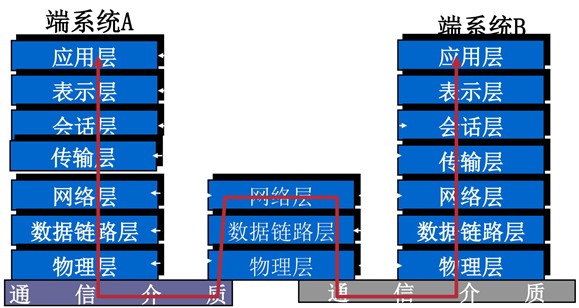 端系统A
应用层
表示层
会话层
传输层
网络层
数据链路层
物理层
通信介质
网络层
数据链路层
物理层
端系统B
应用层
表示层
会话层
传输层
网络层
数据链路层
物理层
通信介质